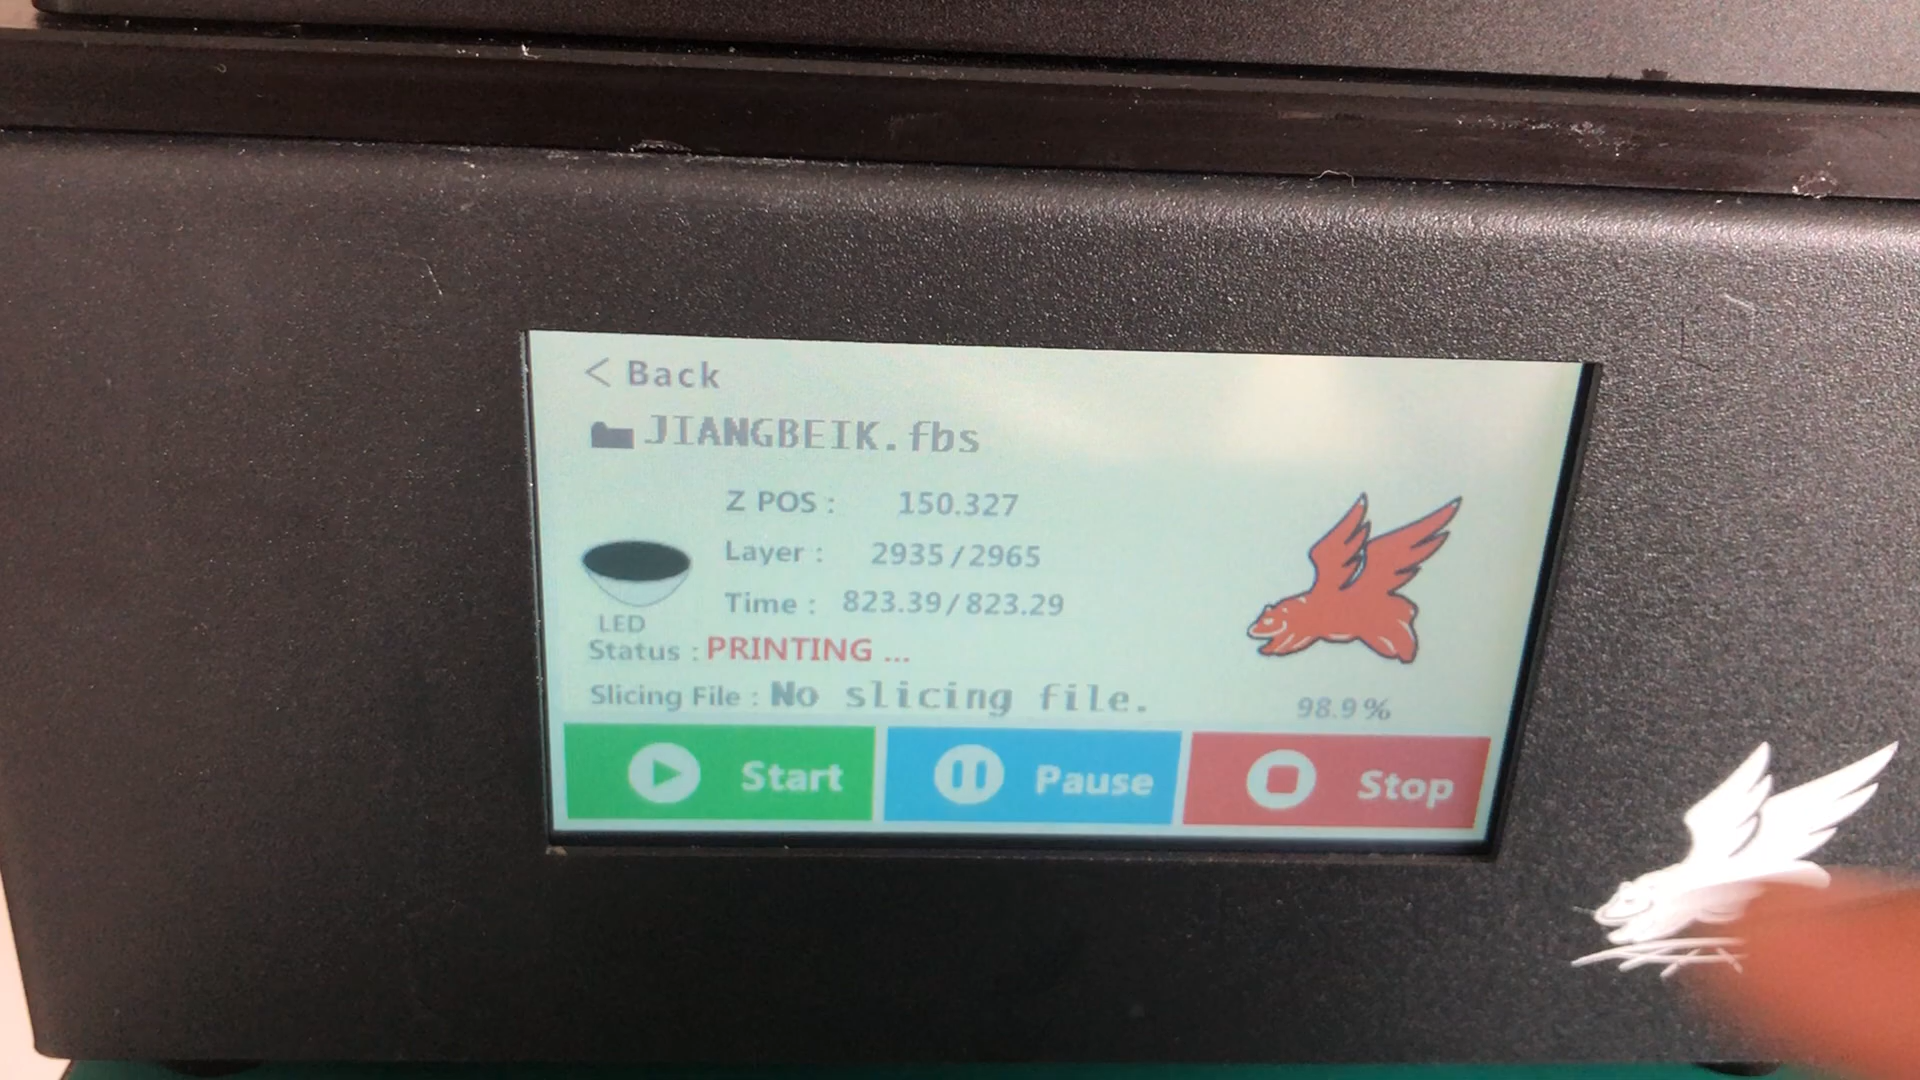 < Back
JIANGBEIK.fbs
Z POS : 150.327
Layer : 2935/2965
Time : 823.39/823.29
LED
Status : PRINTING ...
Slicing File : No slicing file.
98.9%
Start
Pause
Stop